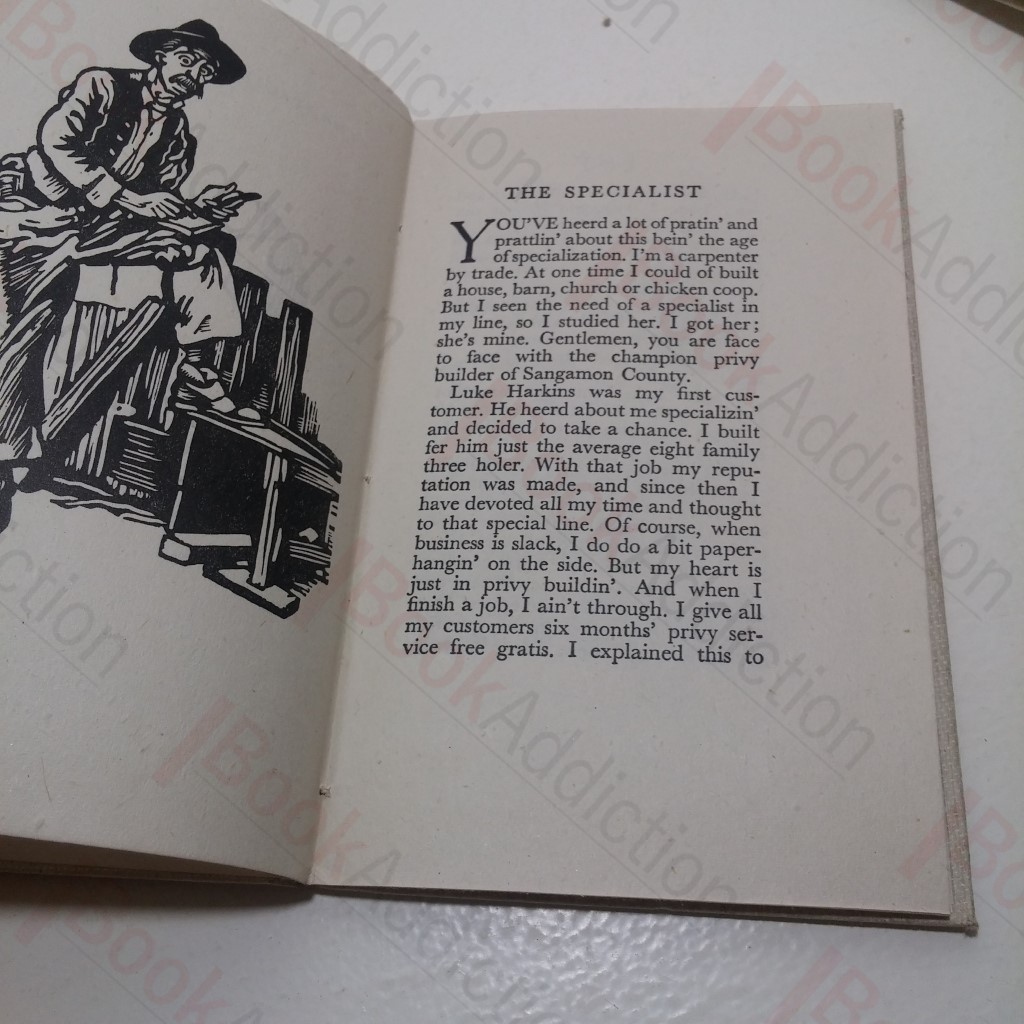 THE SPECIALIST
YOU'VE heerd a lot of pratin' and
prattlin' about this bein' the age
of specialization. I'm a carpenter
by trade. At one time I could of built
a house, barn, church or chicken coop.
But I seen the need of a specialist in
my line, so I studied her. I got her;
she's mine. Gentlemen, you are face
to face with the champion privy
builder of Sangamon County.
Luke Harkins was my first cus-
tomer. He heerd about me specializin'
and decided to take a chance. I built
fer him just the average eight family
three holer. With that job my repu-
tation was made, and since then I
have devoted all my time and thought
to that special line. Of course, when
business is slack, I do do a bit paper-
hangin' on the side. But my heart is
just in privy buildin'. And when I
finish a job, I ain't through. I give all
my customers six months' privy ser-
vice free gratis. I explained this to
BookAddiction
BookAddiction
BookAddiction
BookAddiction
BookAddiction